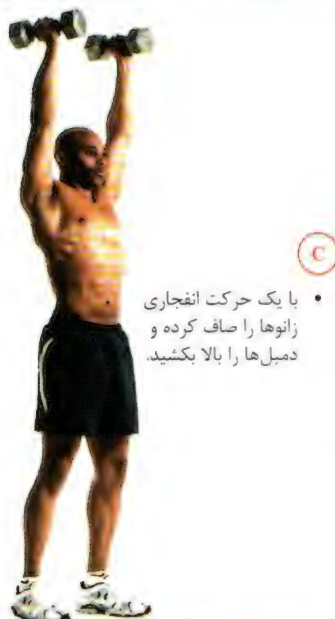 C
• با یک حرکت انفجاری
زانوها را صاف کرده و
دمبل‌ها را بالا بکشید.